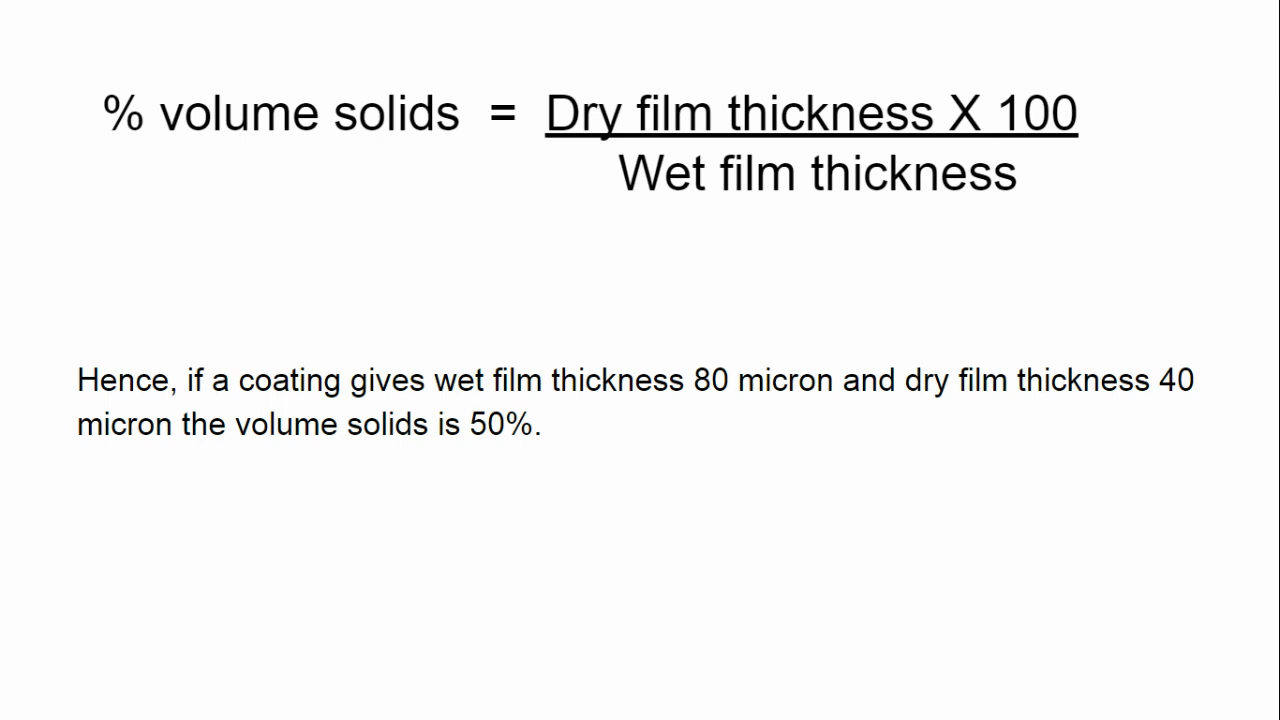 % volume solids = Dry film thickness X 100
Wet film thickness
Hence, if a coating gives wet film thickness 80 micron and dry film thickness 40
micron the volume solids is 50%.